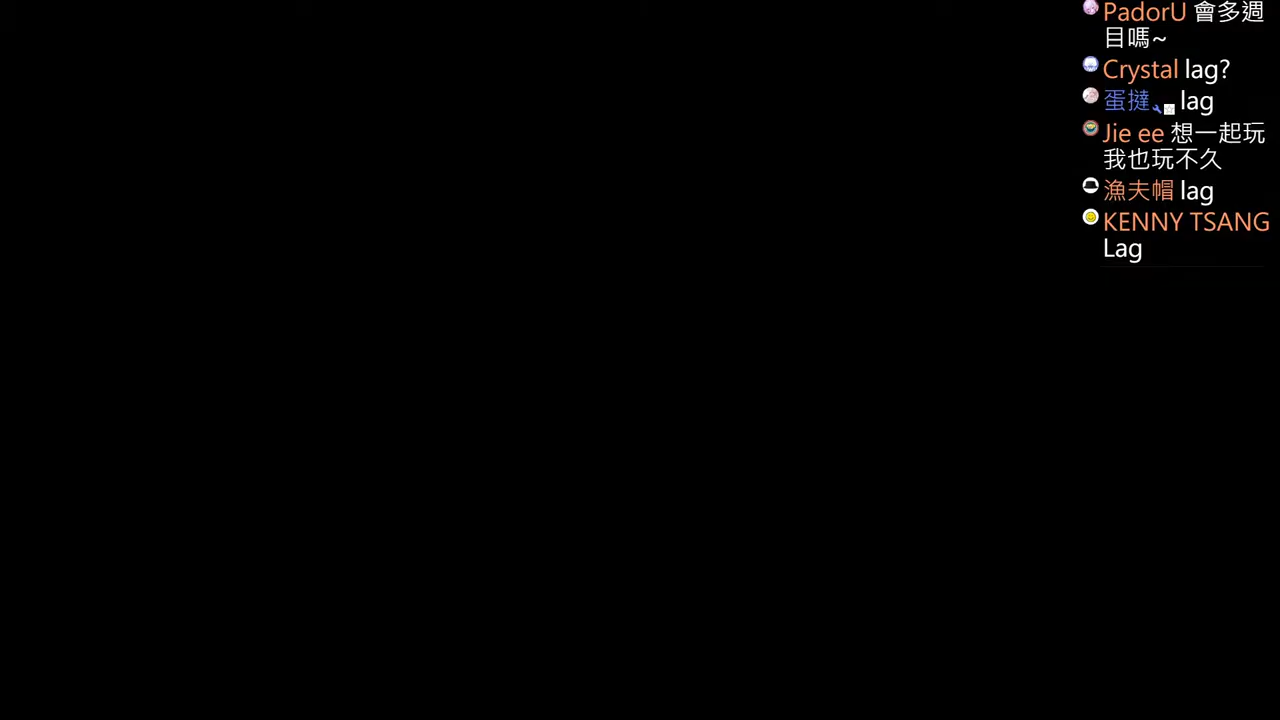 PadorU 會多週
目嗎~
Crystal lag?
蛋撻 lag
Jie ee 想一起玩
我也玩不久
漁夫帽 lag
KENNY TSANG
Lag